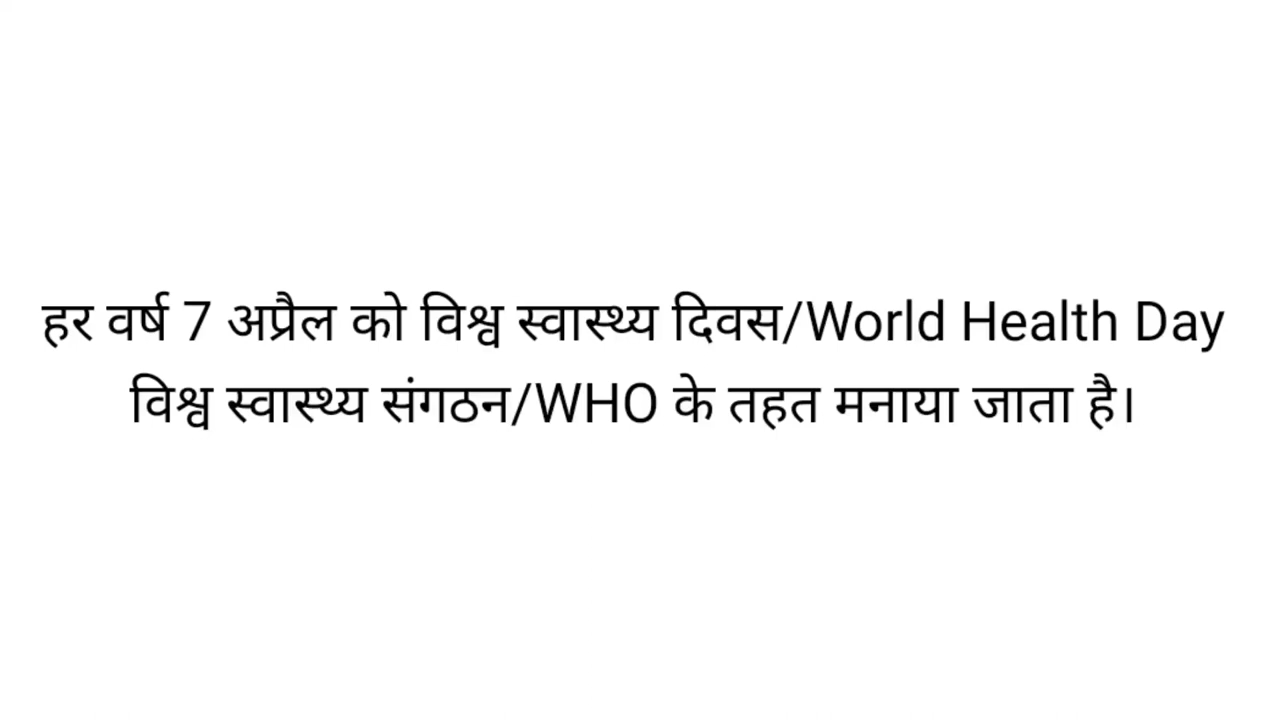 हर वर्ष 7 अप्रैल को विश्व स्वास्थ्य दिवस/World Health Day
विश्व स्वास्थ्य संगठन/WHO के तहत मनाया जाता है।